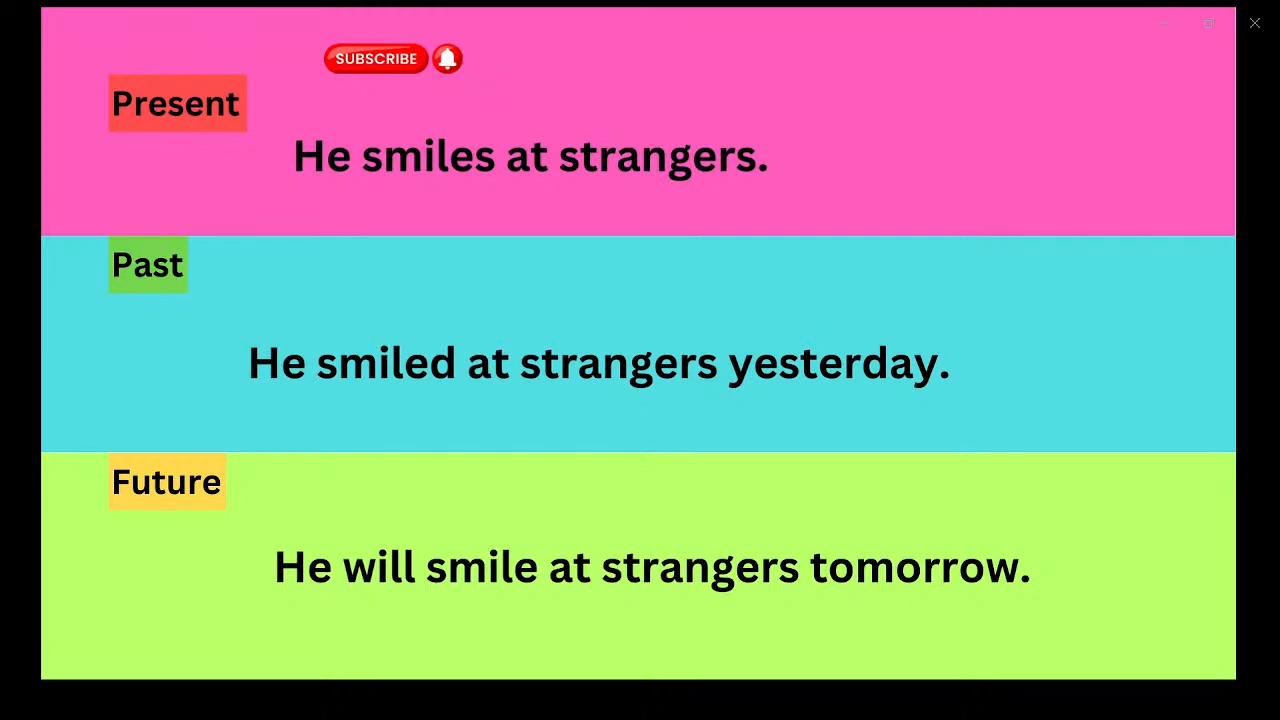 SUBSCRIBE
Present
He smiles at strangers.
Past
He smiled at strangers yesterday.
Future
He will smile at strangers tomorrow.